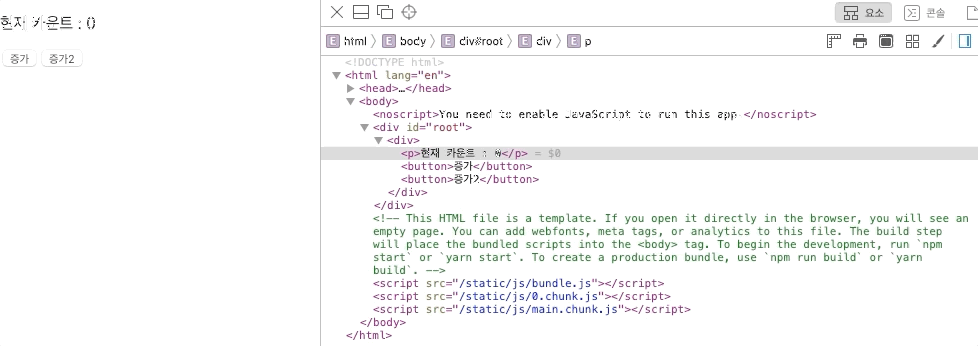 현재 카운트 : 0
증가 증가2
요소 콘솔
E html E body E div#root E div E p
<!DOCTYPE html>
<html lang="en">
<head>…</head>
<body>
<noscript>You need to enable JavaScript to run this app.</noscript>
<div id="root">
<div>
<p>현재 카운트 : </p> = $0
<button>증가</button>
<button>증가2</button>
</div>
</div>
<!-- This HTML file is a template. If you open it directly in the browser, you will see an
empty page. You can add webfonts, meta tags, or analytics to this file. The build step
will place the bundled scripts into the <body> tag. To begin the development, run `npm
start` or `yarn start`. To create a production bundle, use `npm run build` or `yarn
build`. -->
<script src="/static/js/bundle.js"></script>
<script src="/static/js/0.chunk.js"></script>
<script src="/static/js/main.chunk.js"></script>
</body>
</html>